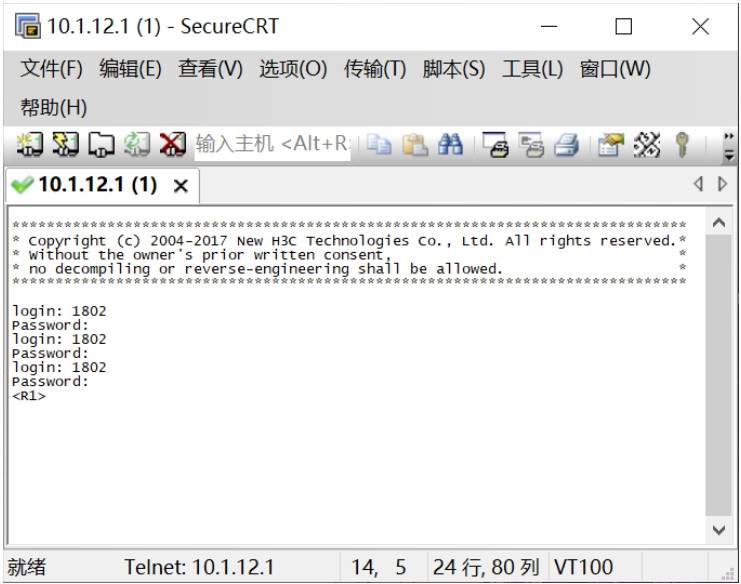 10.1.12.1 (1) - SecureCRT
文件(F) 编辑(E) 查看(V) 选项(O) 传输(T) 脚本(S) 工具(L) 窗口(W)
帮助(H)
输入主机 <Alt+R
10.1.12.1 (1)
******************************************************************************
* Copyright (c) 2004-2017 New H3C Technologies Co., Ltd. All rights reserved.*
* Without the owner's prior written consent,                                 *
* no decompiling or reverse-engineering shall be allowed.                    *
******************************************************************************
login: 1802
Password:
login: 1802
Password:
login: 1802
Password:
<R1>
就绪 Telnet: 10.1.12.1 14, 5 24 行, 80 列 VT100